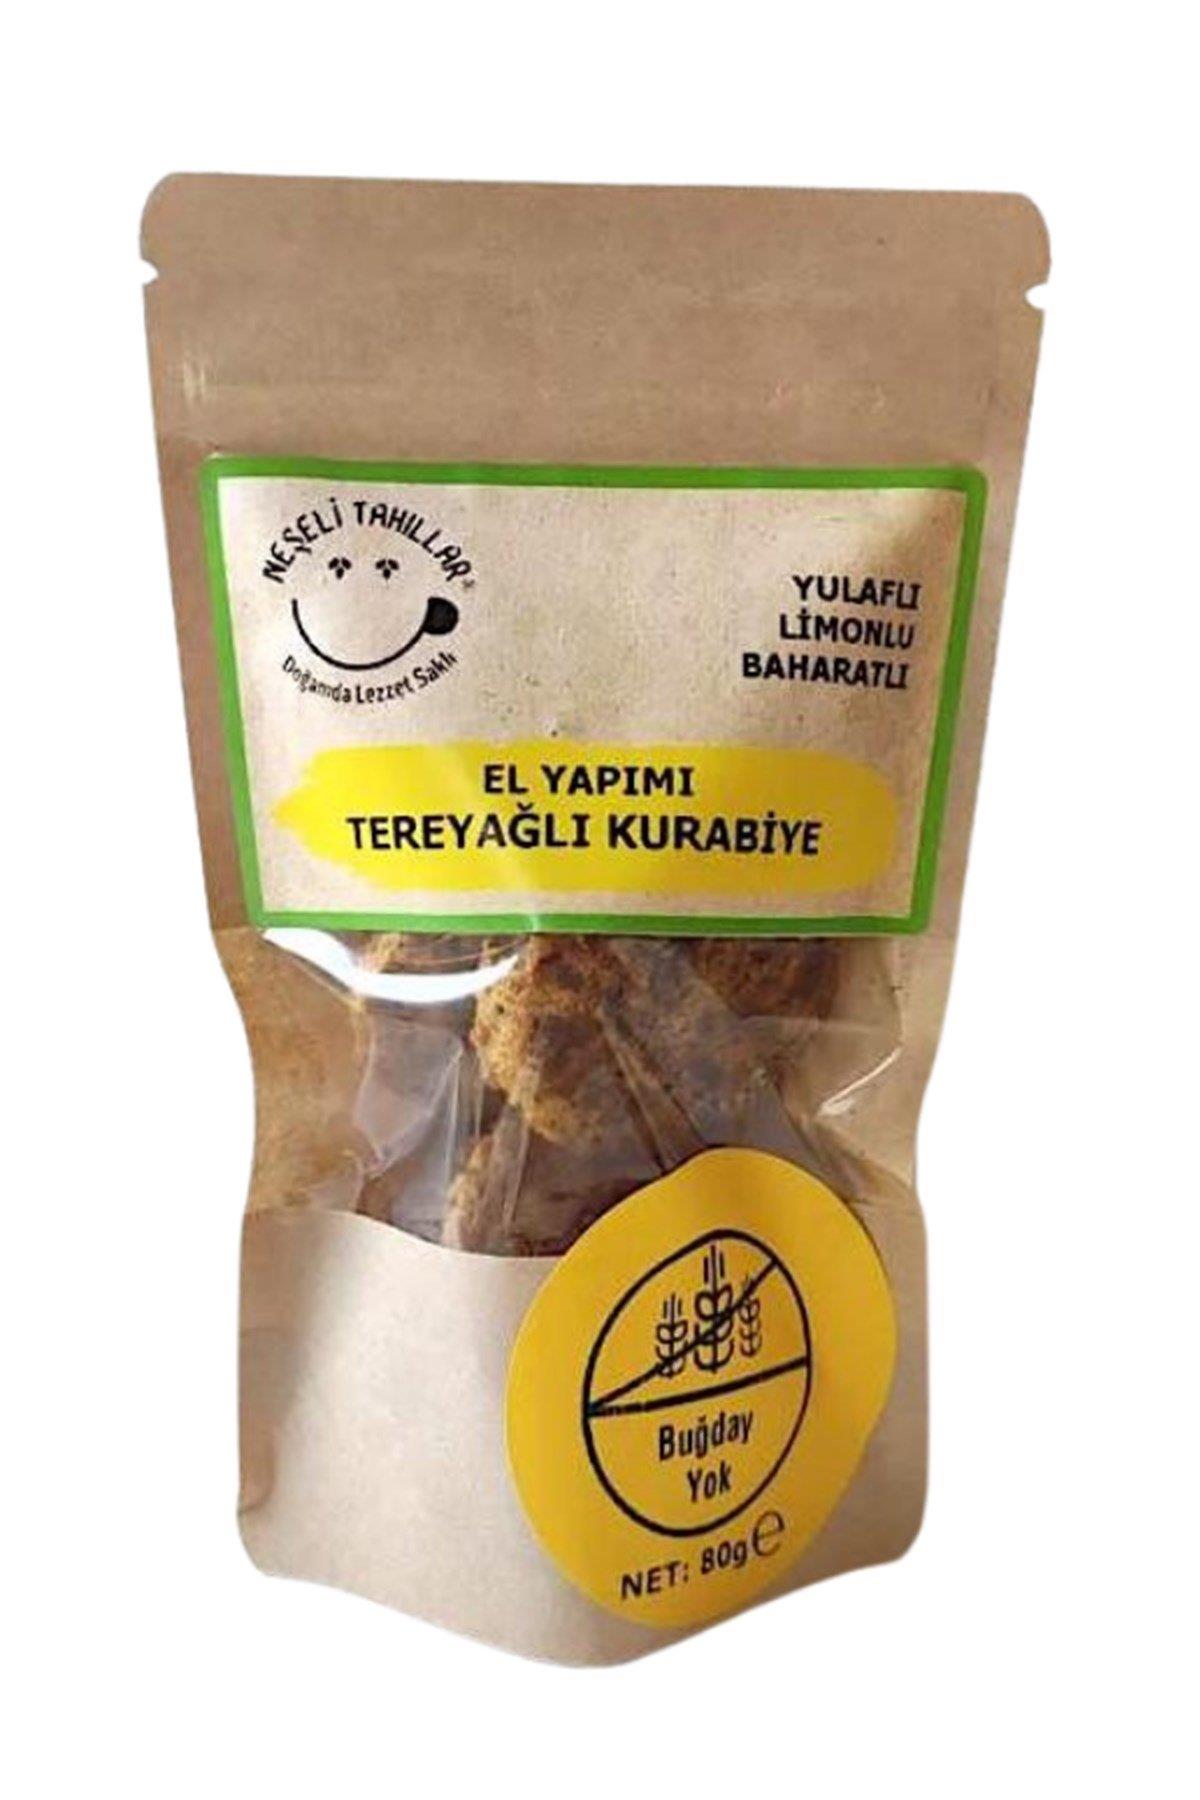 NEŞELİ TAHILLAR
Doğamda Lezzet Saklı
YULAFLI
LİMONLU
BAHARATLI
EL YAPIMI
TEREYAĞLI KURABİYE
Buğday
Yok
NET: 80g℮